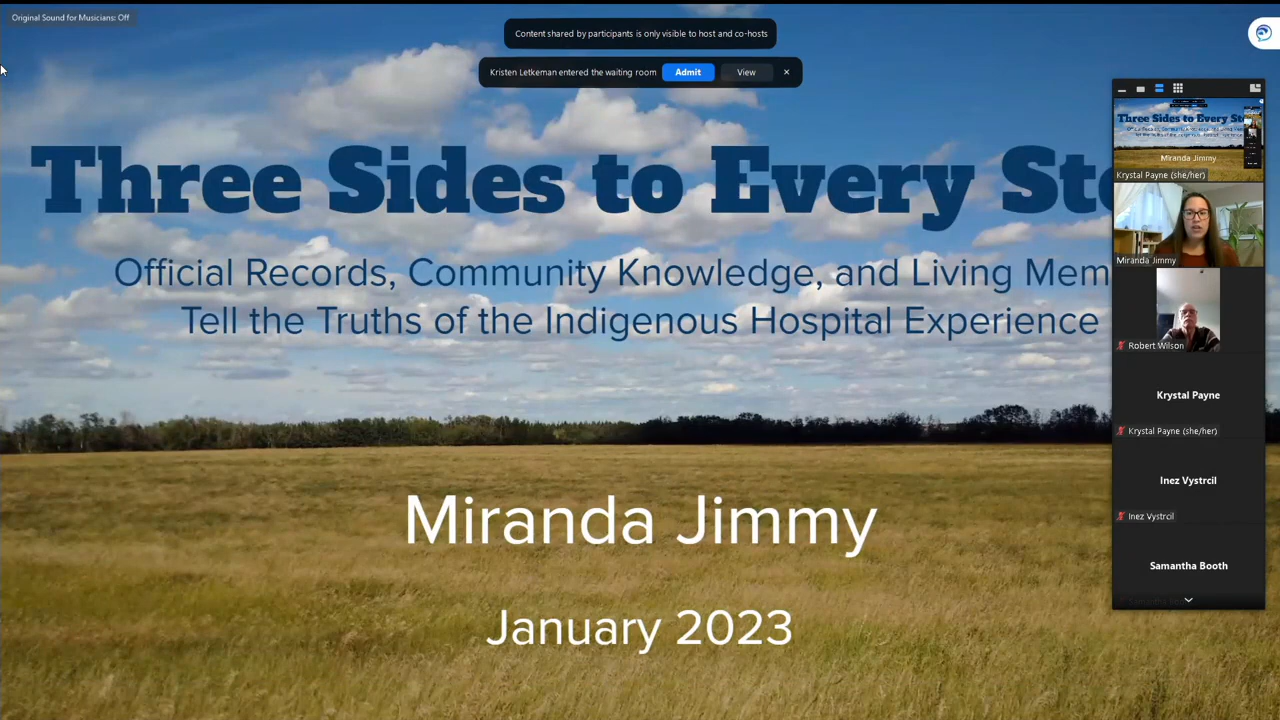 Original Sound for Musicians: Off
Content shared by participants is only visible to host and co-hosts
Kristen Letkeman entered the waiting room
Admit
View
Three Sides to Every Sto
Official Records, Community Knowledge, and Living Mem
Tell the Truths of the Indigenous Hospital Experience
Miranda Jimmy
January 2023
Three Sides to Every St
Miranda Jimmy
Krystal Payne (she/her)
Miranda Jimmy
Robert Wilson
Krystal Payne
Krystal Payne (she/her)
Inez Vystrcil
Inez Vystrcil
Samantha Booth